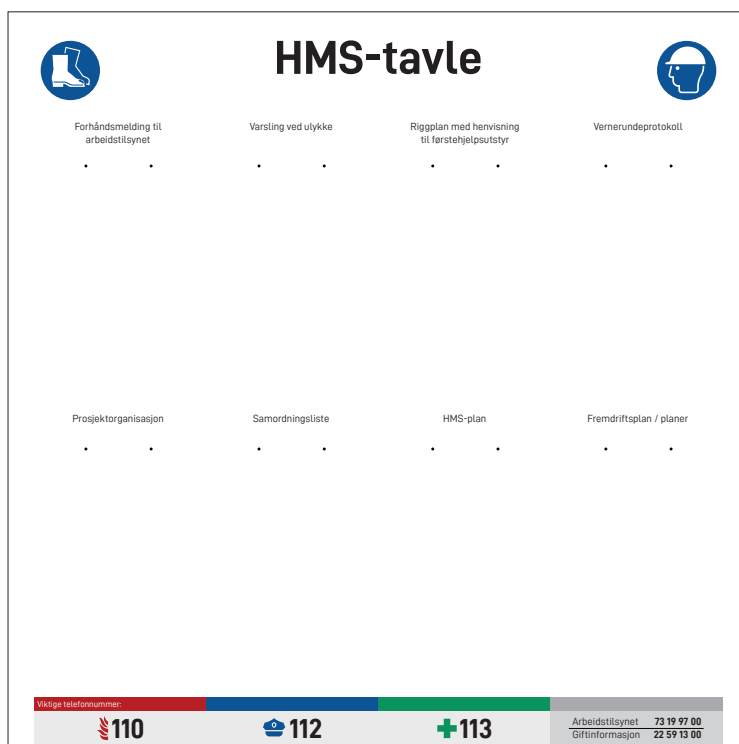 HMS-tavle
Forhåndsmelding til
arbeidstilsynet
Varsling ved ulykke
Riggplan med henvisning
til førstehjelpsutstyr
Vernerundeprotokoll
Prosjektorganisasjon
Samordningsliste
HMS-plan
Fremdriftsplan / planer
Viktige telefonnummer:
110
112
113
Arbeidstilsynet 73 19 97 00
Giftinformasjon 22 59 13 00